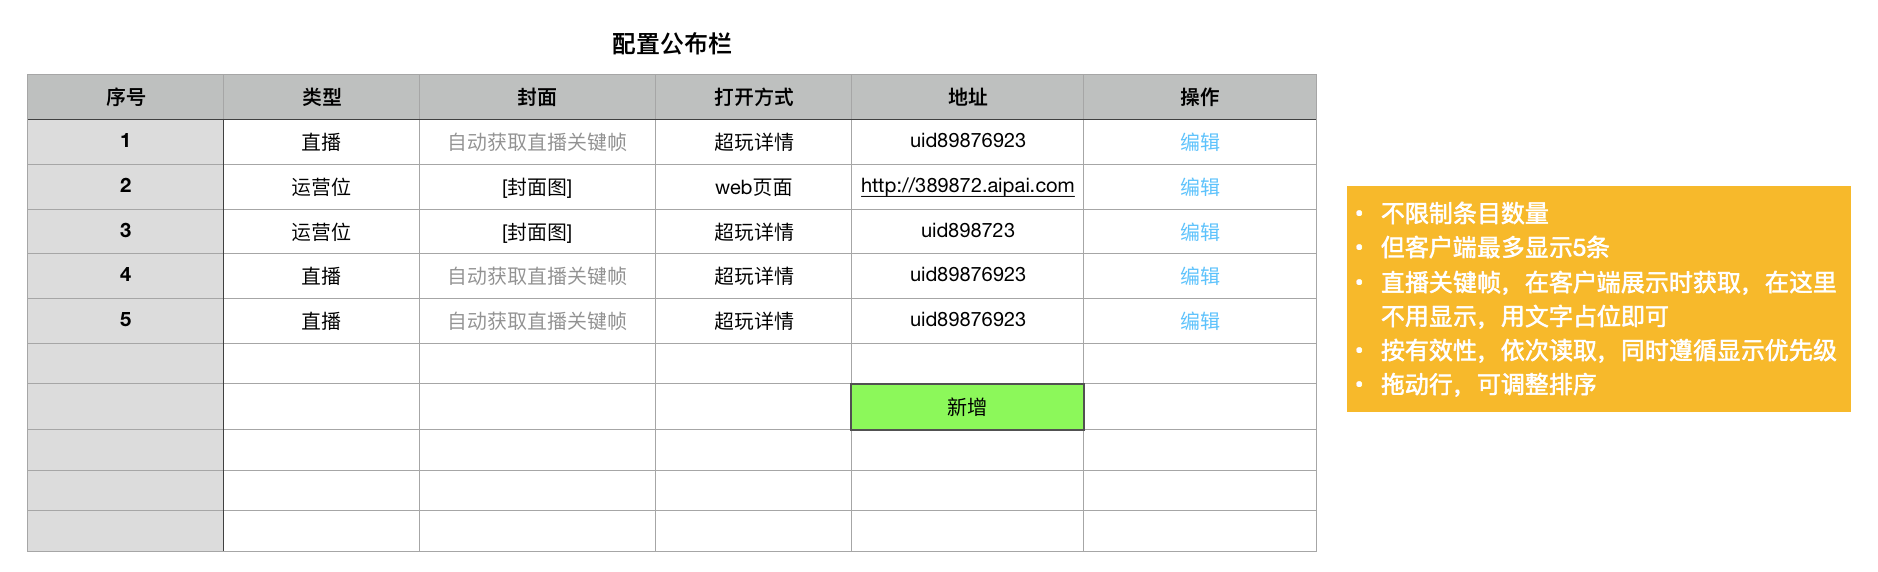 配置公布栏
序号 类型 封面 打开方式 地址 操作
1 直播 自动获取直播关键帧 超玩详情 uid89876923 编辑
2 运营位 [封面图] web页面 http://389872.aipai.com 编辑
3 运营位 [封面图] 超玩详情 uid898723 编辑
4 直播 自动获取直播关键帧 超玩详情 uid89876923 编辑
5 直播 自动获取直播关键帧 超玩详情 uid89876923 编辑
新增
• 不限制条目数量
• 但客户端最多显示5条
• 直播关键帧，在客户端展示时获取，在这里
不用显示，用文字占位即可
• 按有效性，依次读取，同时遵循显示优先级
• 拖动行，可调整排序